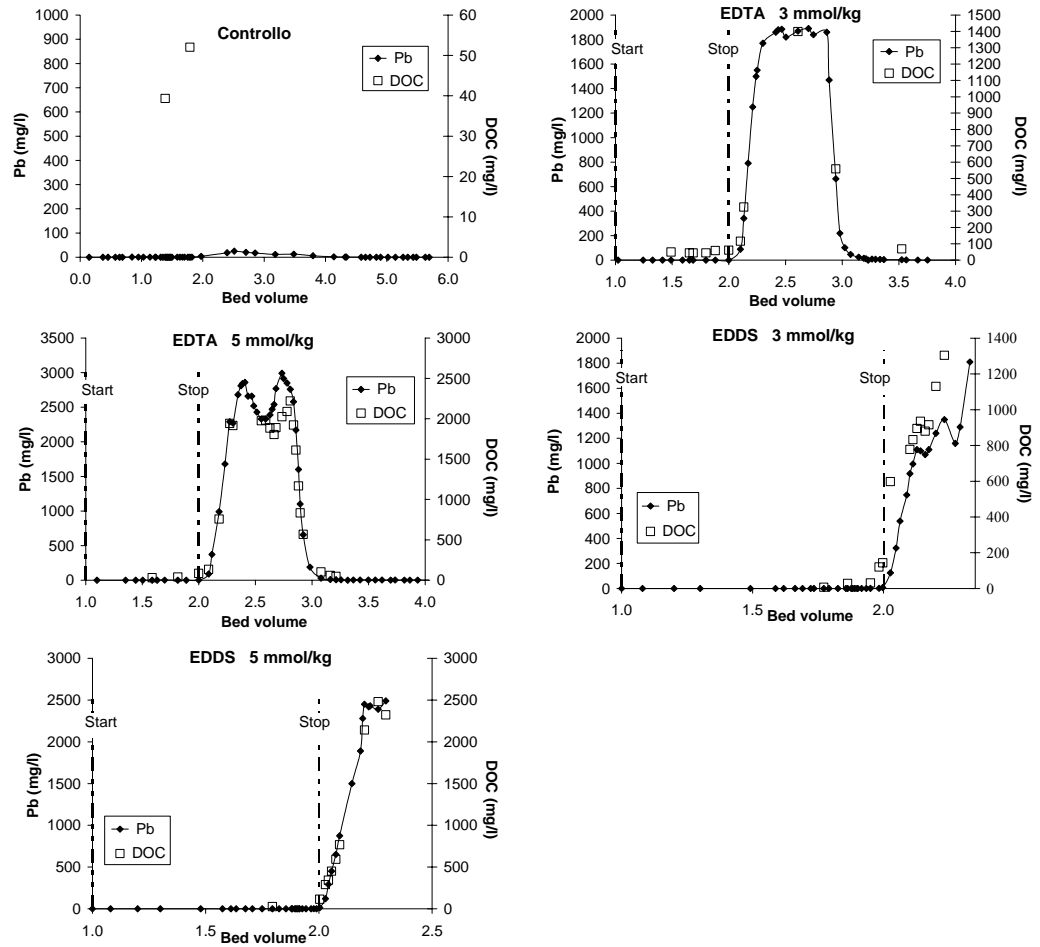 Controllo
Pb
DOC
Pb (mg/l)
1000
900
800
700
600
500
400
300
200
100
0
60
50
40
30
20
10
0
DOC (mg/l)
0.0 1.0 2.0 3.0 4.0 5.0 6.0
Bed volume
EDTA 3 mmol/kg
Start
Stop
Pb
DOC
Pb (mg/l)
2000
1800
1600
1400
1200
1000
800
600
400
200
0
1500
1400
1300
1200
1100
1000
900
800
700
600
500
400
300
200
100
0
DOC (mg/l)
1.0 1.5 2.0 2.5 3.0 3.5 4.0
Bed volume
EDTA 5 mmol/kg
Start
Stop
Pb
DOC
Pb (mg/l)
3500
3000
2500
2000
1500
1000
500
0
3000
2500
2000
1500
1000
500
0
DOC (mg/l)
1.0 1.5 2.0 2.5 3.0 3.5 4.0
Bed volume
EDDS 3 mmol/kg
Start
Stop
Pb
DOC
Pb (mg/l)
2000
1800
1600
1400
1200
1000
800
600
400
200
0
1400
1200
1000
800
600
400
200
0
DOC (mg/l)
1.0 1.5 2.0
Bed volume
EDDS 5 mmol/kg
Start
Stop
Pb
DOC
Pb (mg/l)
3000
2500
2000
1500
1000
500
0
3000
2500
2000
1500
1000
500
0
DOC (mg/l)
1.0 1.5 2.0 2.5
Bed volume